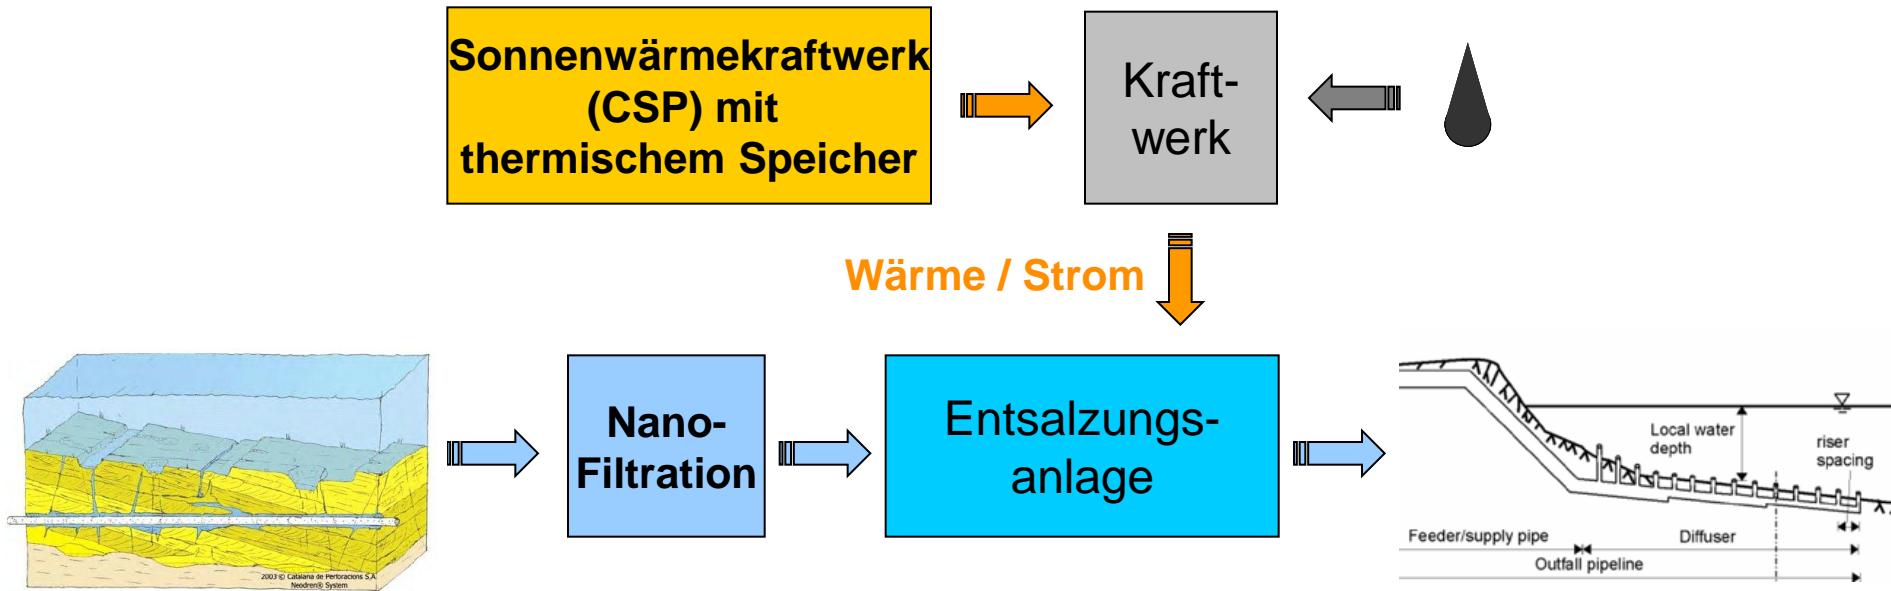 Sonnenwärmekraftwerk
(CSP) mit
thermischem Speicher
Kraft-
werk
Wärme / Strom
Nano-
Filtration
Entsalzungs-
anlage
Local water
depth
riser
spacing
Feeder/supply pipe
Diffuser
Outfall pipeline
2003 © Catalana de Perforacions S.A.
Neodren® System